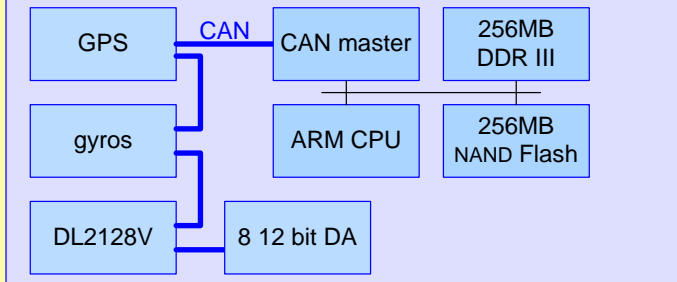 GPS
CAN
CAN master
256MB
DDR III
gyros
ARM CPU
256MB
NAND Flash
DL2128V
8 12 bit DA